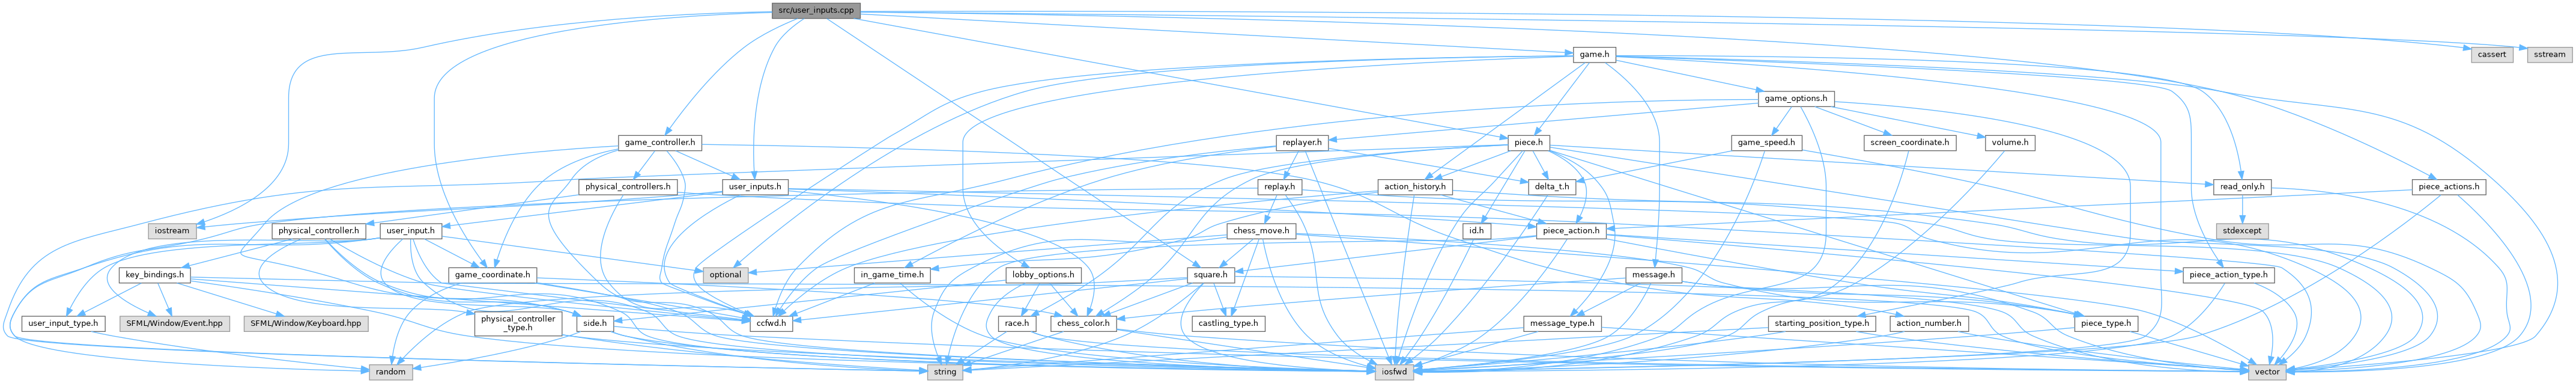 src/user_inputs.cpp
game.h
cassert
sstream
game_options.h
game_controller.h
replayer.h
piece.h
game_speed.h
screen_coordinate.h
volume.h
physical_controllers.h
user_inputs.h
replay.h
action_history.h
delta_t.h
read_only.h
piece_actions.h
iostream
physical_controller.h
user_input.h
chess_move.h
id.h
piece_action.h
stdexcept
key_bindings.h
game_coordinate.h
optional
in_game_time.h
lobby_options.h
square.h
message.h
piece_action_type.h
user_input_type.h
SFML/Window/Event.hpp
SFML/Window/Keyboard.hpp
physical_controller
_type.h
side.h
ccfwd.h
race.h
chess_color.h
castling_type.h
message_type.h
starting_position_type.h
action_number.h
piece_type.h
random
string
iosfwd
vector